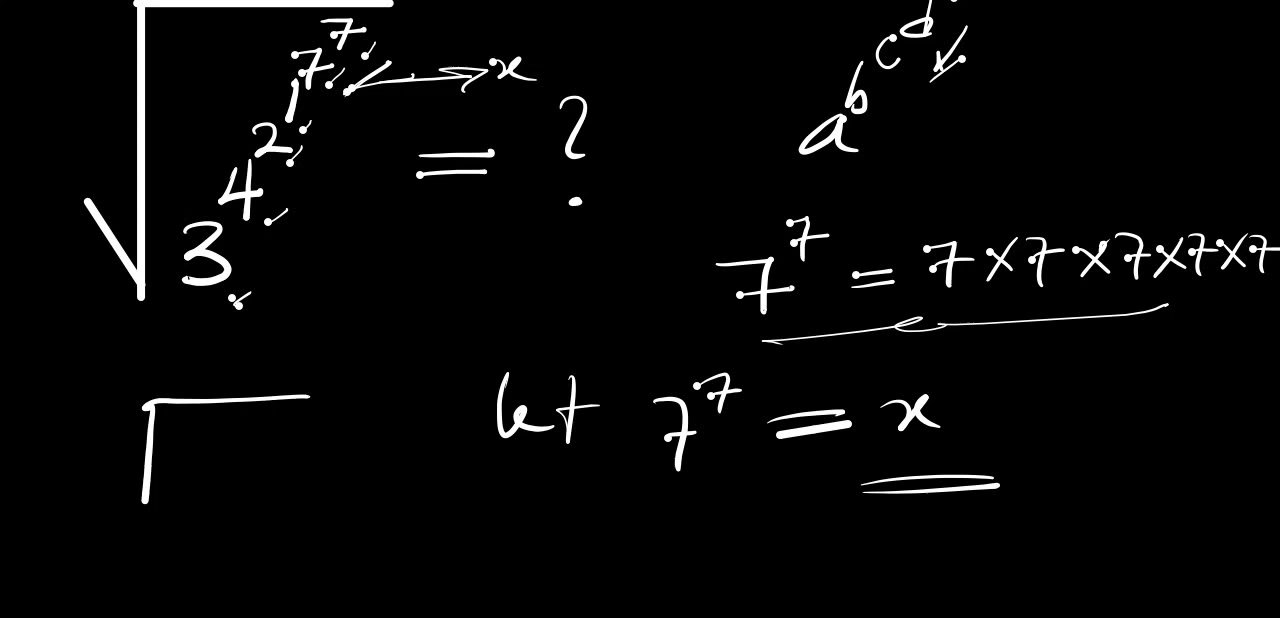 √3^4^2^1^7^7 → x = ?
a^b^c^d
7^7 = 7×7×7×7×7
let 7^7 = x